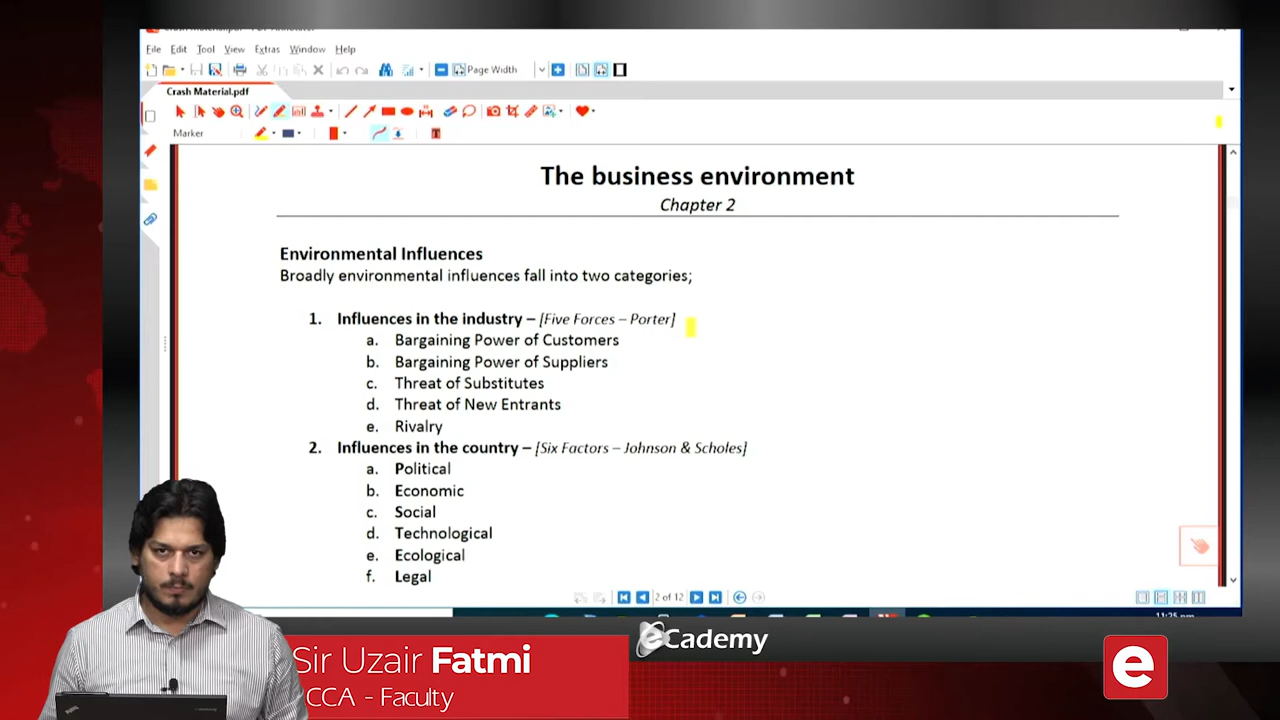 File Edit Tool View Extras Window Help
Page Width
Crash Material.pdf
Marker
The business environment
Chapter 2
Environmental Influences
Broadly environmental influences fall into two categories;
1. Influences in the industry – [Five Forces – Porter]
a. Bargaining Power of Customers
b. Bargaining Power of Suppliers
c. Threat of Substitutes
d. Threat of New Entrants
e. Rivalry
2. Influences in the country – [Six Factors – Johnson & Scholes]
a. Political
b. Economic
c. Social
d. Technological
e. Ecological
f. Legal
2 of 12
eCademy
Sir Uzair Fatmi
CCA - Faculty
e